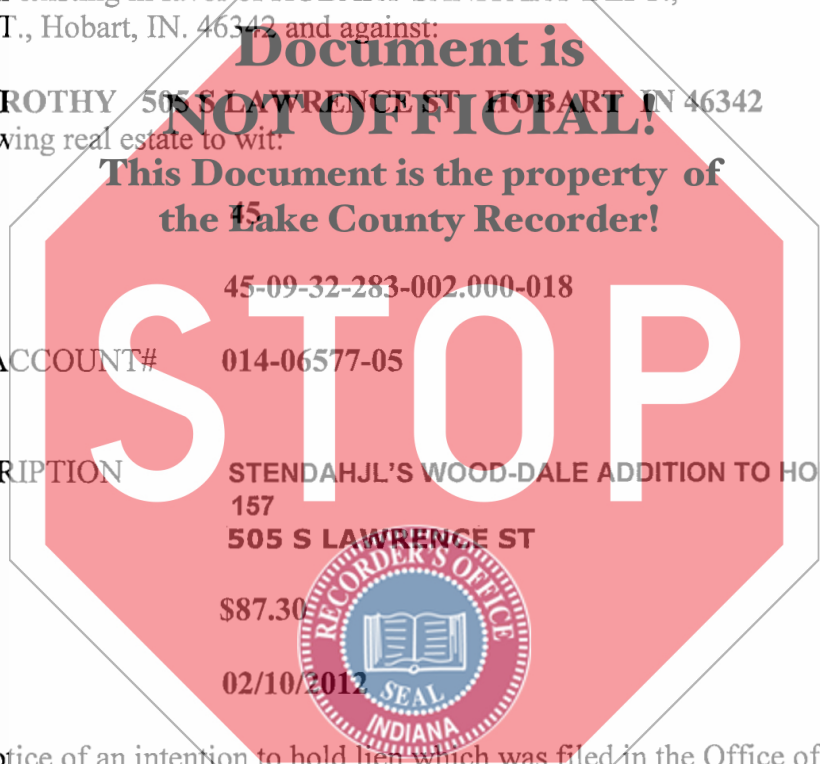 T., Hobart, IN. 46342 and against:
Document is
ROTHY 505 S LAWRENCE ST HOBART IN 46342
NOT OFFICIAL!
wing real estate to wit:
This Document is the property of
45
the Lake County Recorder!
45-09-32-283-002.000-018
STOP
ACCOUNT# 014-06577-05
RIPTION STENDAHJL'S WOOD-DALE ADDITION TO HO
157
505 S LAWRENCE ST
RECORDER'S OFFICE
$87.30
02/10/2012
SEAL
INDIANA
tice of an intention to hold lien which was filed in the Office of